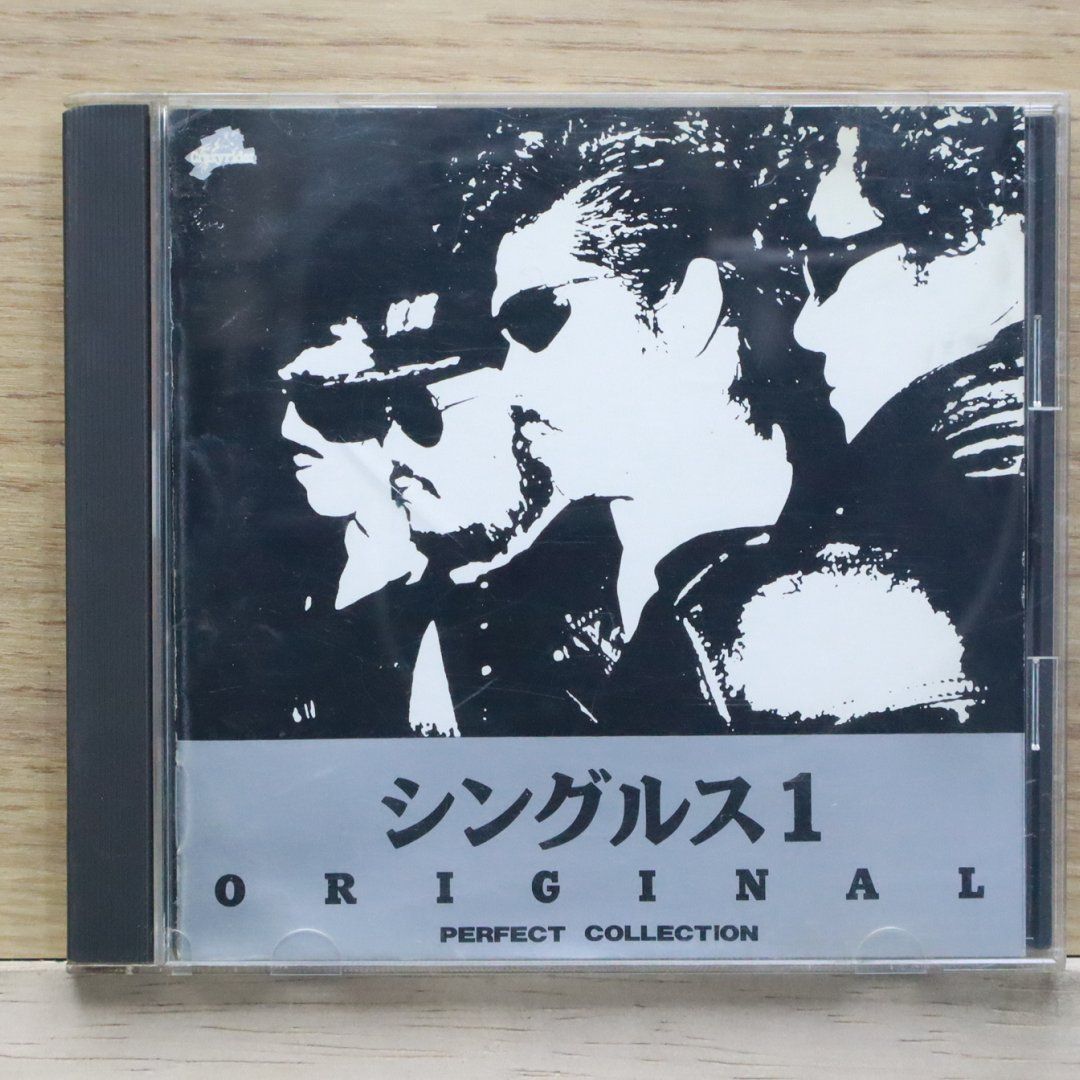 シングルス1
ORIGINAL
PERFECT COLLECTION